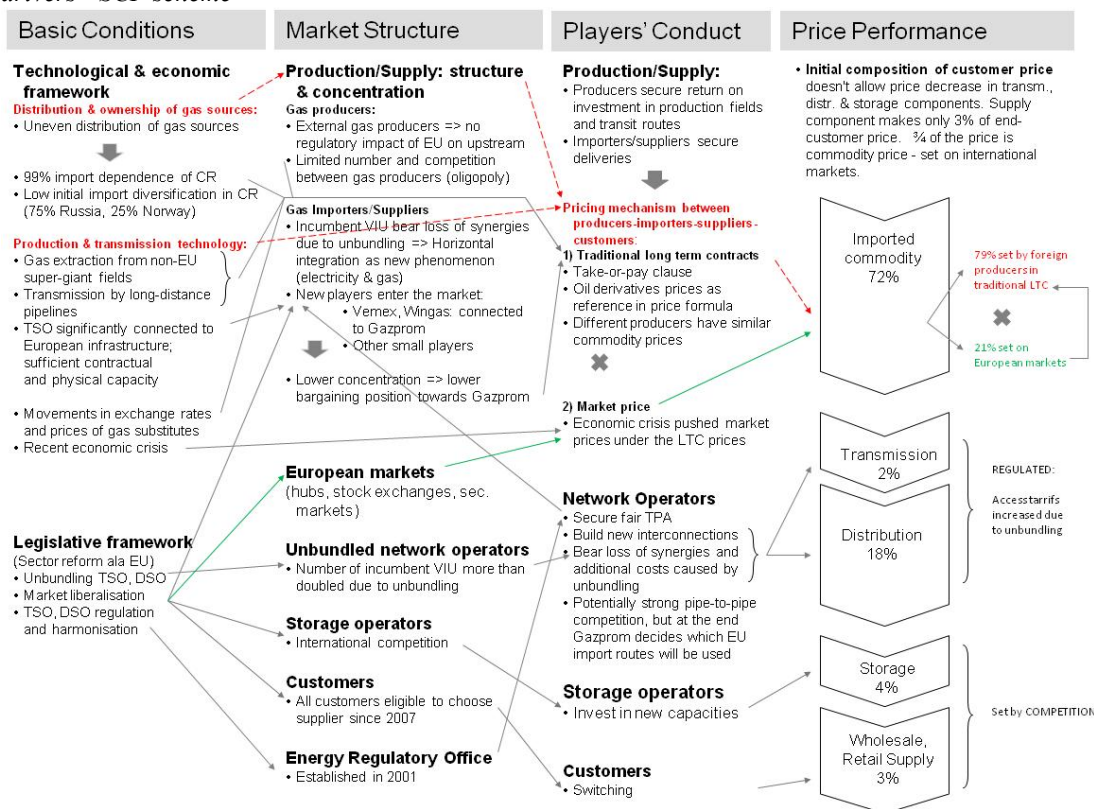 drivers - SCP scheme
Basic Conditions
Market Structure
Players' Conduct
Price Performance
Technological & economic
framework
Distribution & ownership of gas sources:
• Uneven distribution of gas sources
• 99% import dependence of CR
• Low initial import diversification in CR
(75% Russia, 25% Norway)
Production & transmission technology:
• Gas extraction from non-EU
super-giant fields
• Transmission by long-distance
pipelines
• TSO significantly connected to
European infrastructure;
sufficient contractual
and physical capacity
• Movements in exchange rates
and prices of gas substitutes
• Recent economic crisis
Legislative framework
(Sector reform ala EU)
• Unbundling TSO, DSO
• Market liberalisation
• TSO, DSO regulation
and harmonisation
Production/Supply: structure
& concentration
Gas producers:
• External gas producers => no
regulatory impact of EU on upstream
• Limited number and competition
between gas producers (oligopoly)
Gas Importers/Suppliers
• Incumbent VIU bear loss of synergies
due to unbundling => Horizontal
integration as new phenomenon
(electricity & gas)
• New players enter the market:
• Vemex, Wingas: connected
to Gazprom
• Other small players
• Lower concentration => lower
bargaining position towards Gazprom
European markets
(hubs, stock exchanges, sec.
markets)
Unbundled network operators
• Number of incumbent VIU more than
doubled due to unbundling
Storage operators
• International competition
Customers
• All customers eligible to choose
supplier since 2007
Energy Regulatory Office
• Established in 2001
Production/Supply:
• Producers secure return on
investment in production fields
and transit routes
• Importers/suppliers secure
deliveries
Pricing mechanism between
producers-importers-suppliers-
customers:
1) Traditional long term contracts
• Take-or-pay clause
• Oil derivatives prices as
reference in price formula
• Different producers have similar
commodity prices
2) Market price
• Economic crisis pushed market
prices under the LTC prices
Network Operators
• Secure fair TPA
• Build new interconnections
• Bear loss of synergies and
additional costs caused by
unbundling
• Potentially strong pipe-to-pipe
competition, but at the end
Gazprom decides which EU
import routes will be used
Storage operators
• Invest in new capacities
Customers
• Switching
• Initial composition of customer price
doesn't allow price decrease in transm.,
distr. & storage components. Supply
component makes only 3% of end-
customer price. ¾ of the price is
commodity price - set on international
markets.
Imported
commodity
72%
79% set by foreign
producers in
traditional LTC
21% set on
European markets
Transmission
2%
Distribution
18%
REGULATED:
Access tarrifs
increased due
to unbundling
Storage
4%
Wholesale,
Retail Supply
3%
Set by COMPETITION